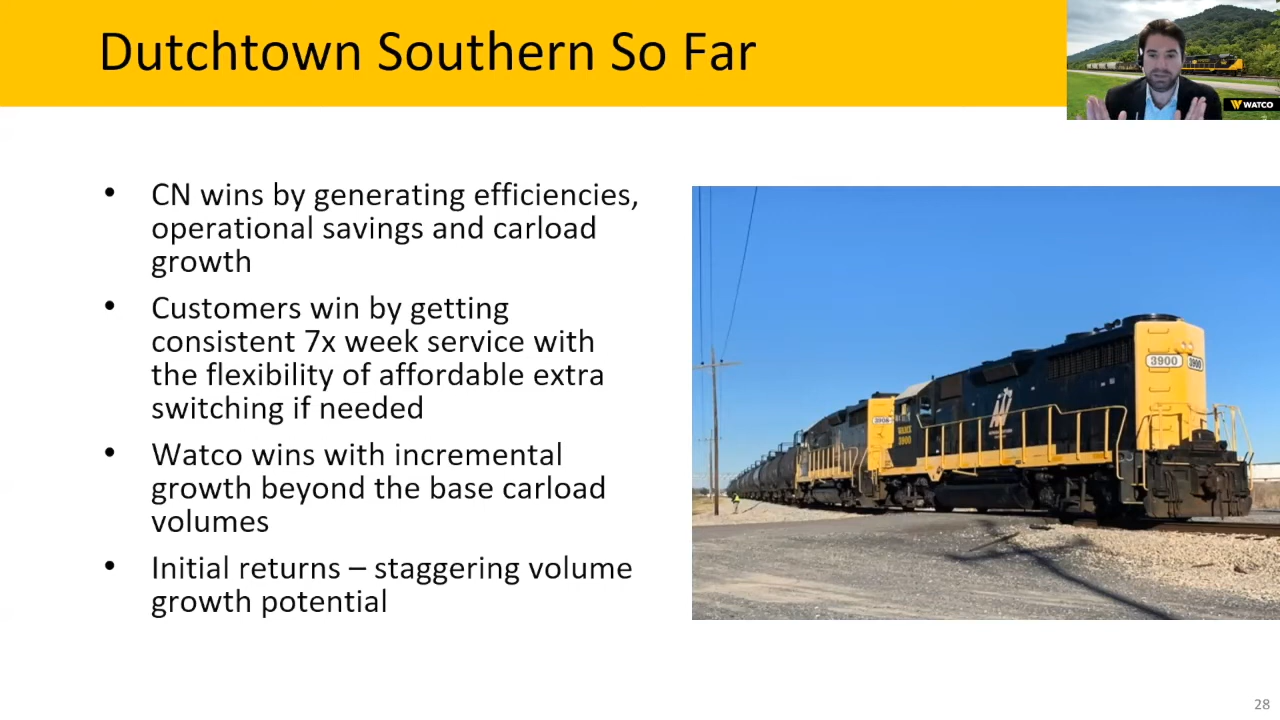 Dutchtown Southern So Far
WATCO
• CN wins by generating efficiencies,
operational savings and carload
growth
• Customers win by getting
consistent 7x week service with
the flexibility of affordable extra
switching if needed
• Watco wins with incremental
growth beyond the base carload
volumes
• Initial returns – staggering volume
growth potential
3900
3900
3900
28